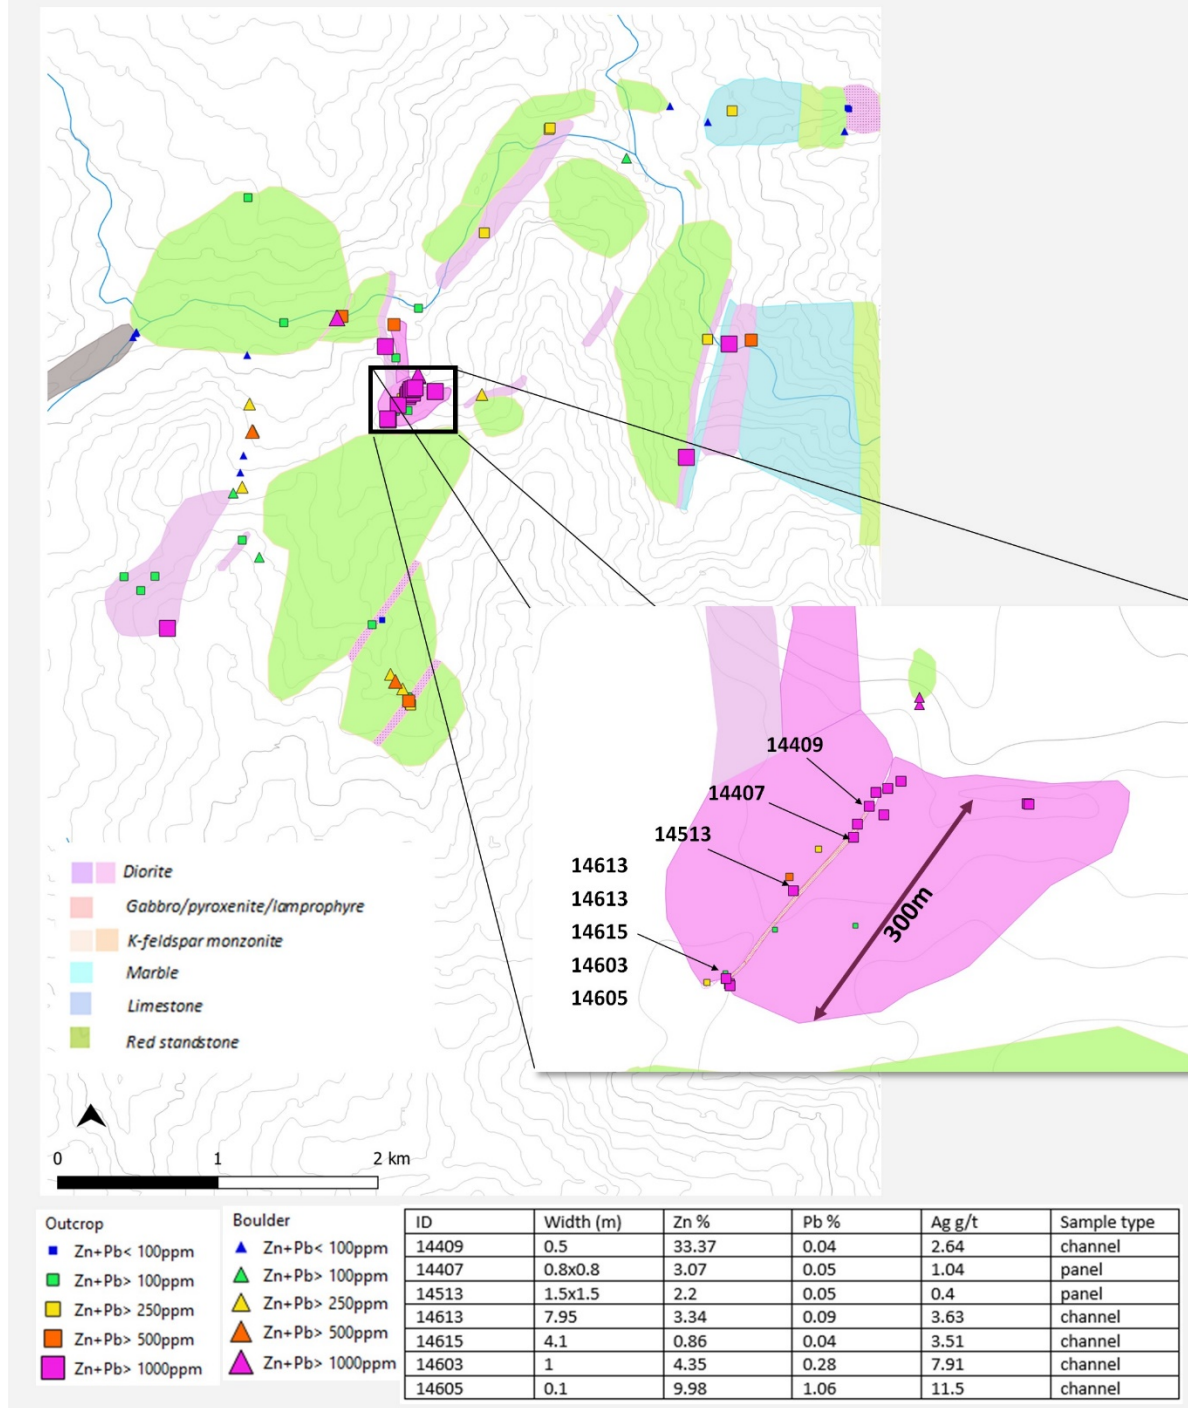 14409
14407
14513
14613
14613
14615
14603
14605
300m
Diorite
Gabbro/pyroxenite/lamprophyre
K-feldspar monzonite
Marble
Limestone
Red standstone
0 1 2 km
Outcrop
Zn+Pb< 100ppm
Zn+Pb> 100ppm
Zn+Pb> 250ppm
Zn+Pb> 500ppm
Zn+Pb> 1000ppm
Boulder
Zn+Pb< 100ppm
Zn+Pb> 100ppm
Zn+Pb> 250ppm
Zn+Pb> 500ppm
Zn+Pb> 1000ppm
ID Width (m) Zn % Pb % Ag g/t Sample type
14409 0.5 33.37 0.04 2.64 channel
14407 0.8x0.8 3.07 0.05 1.04 panel
14513 1.5x1.5 2.2 0.05 0.4 panel
14613 7.95 3.34 0.09 3.63 channel
14615 4.1 0.86 0.04 3.51 channel
14603 1 4.35 0.28 7.91 channel
14605 0.1 9.98 1.06 11.5 channel